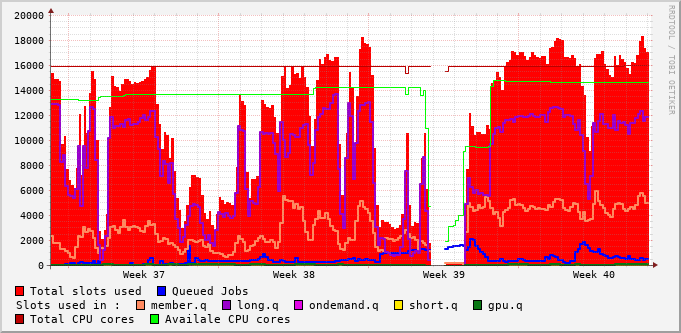 20000
18000
16000
14000
12000
10000
8000
6000
4000
2000
0
Week 37 Week 38 Week 39 Week 40
RRDTOOL / TOBI OETIKER
Total slots used Queued Jobs
Slots used in : member.q long.q ondemand.q short.q gpu.q
Total CPU cores Availale CPU cores